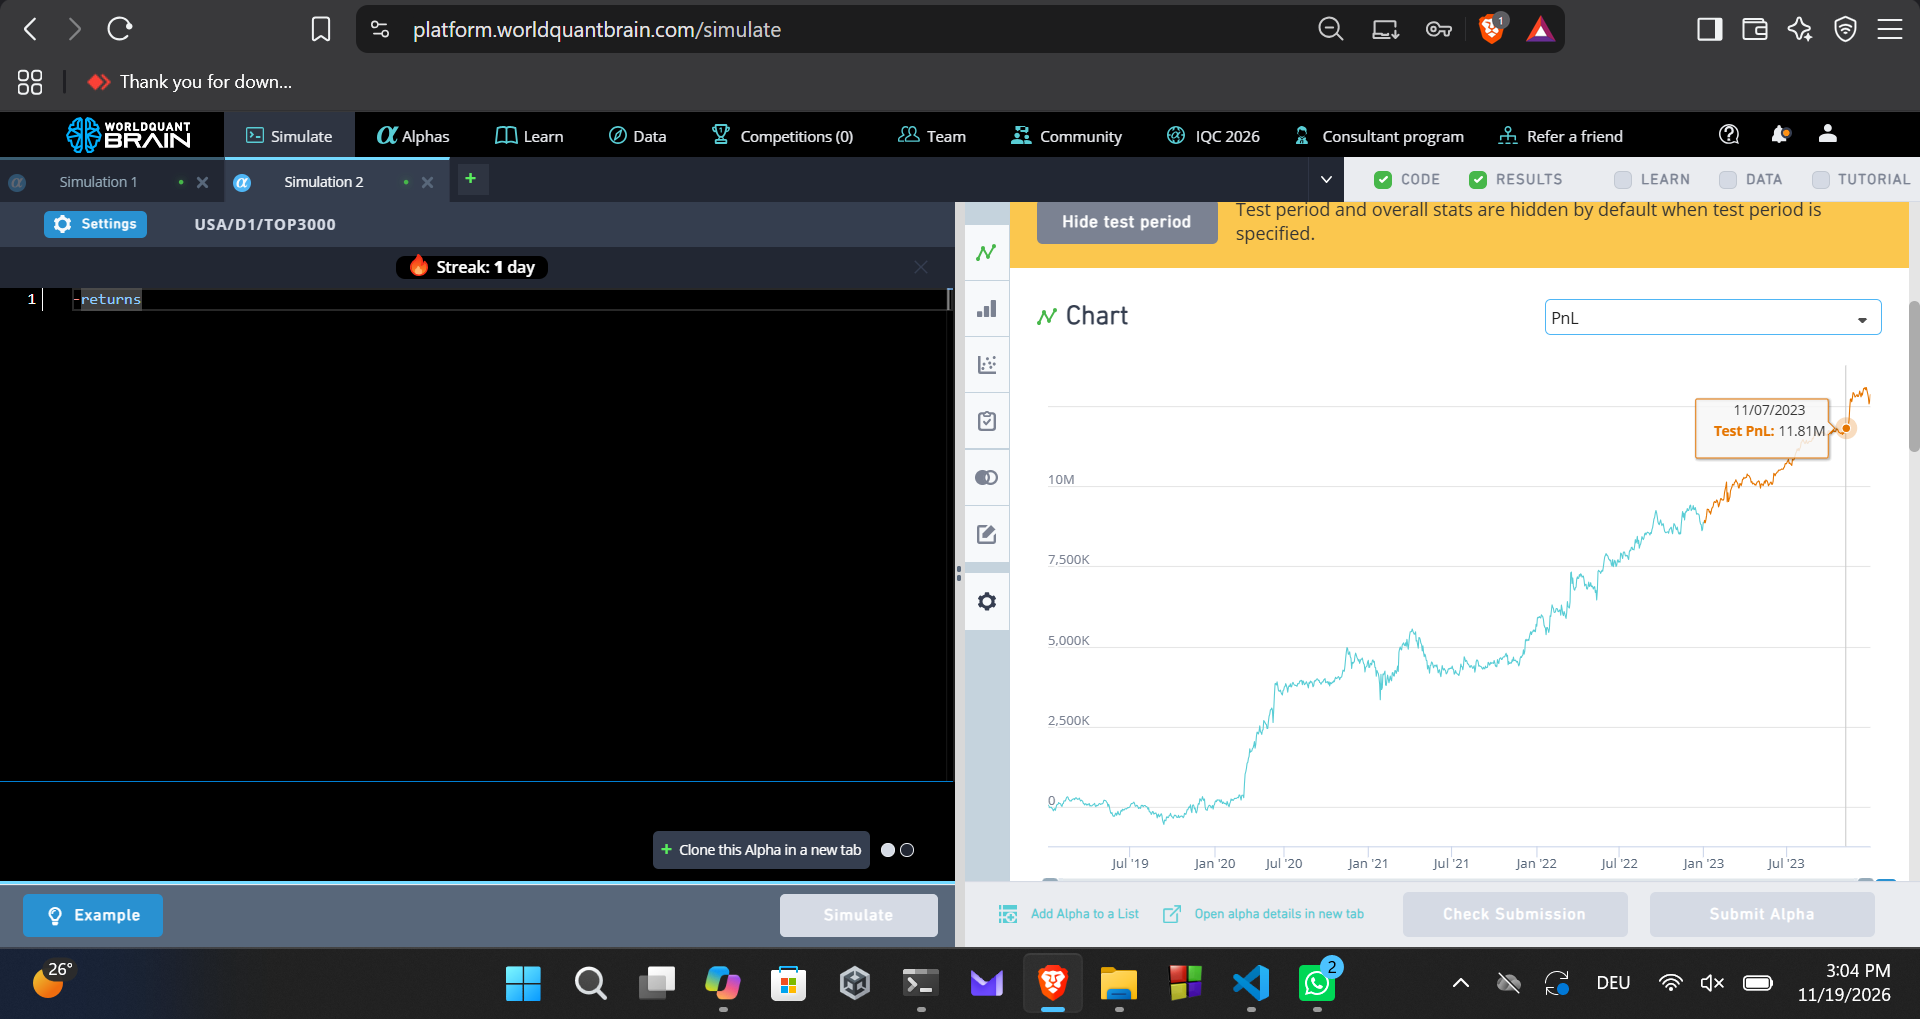 platform.worldquantbrain.com/simulate
1
Thank you for down...
WORLDQUANT
BRAIN
Simulate
Alphas
Learn
Data
Competitions (0)
Team
Community
IQC 2026
Consultant program
Refer a friend
Simulation 1
Simulation 2
+
CODE
RESULTS
LEARN
DATA
TUTORIAL
Settings
USA/D1/TOP3000
Hide test period
Test period and overall stats are hidden by default when test period is
specified.
Streak: 1 day
1
-returns
Chart
PnL
11/07/2023
Test PnL: 11.81M
10M
7,500K
5,000K
2,500K
0
Jul '19
Jan '20
Jul '20
Jan '21
Jul '21
Jan '22
Jul '22
Jan '23
Jul '23
+ Clone this Alpha in a new tab
Example
Simulate
Add Alpha to a List
Open alpha details in new tab
Check Submission
Submit Alpha
26°
2
DEU
3:04 PM
11/19/2026